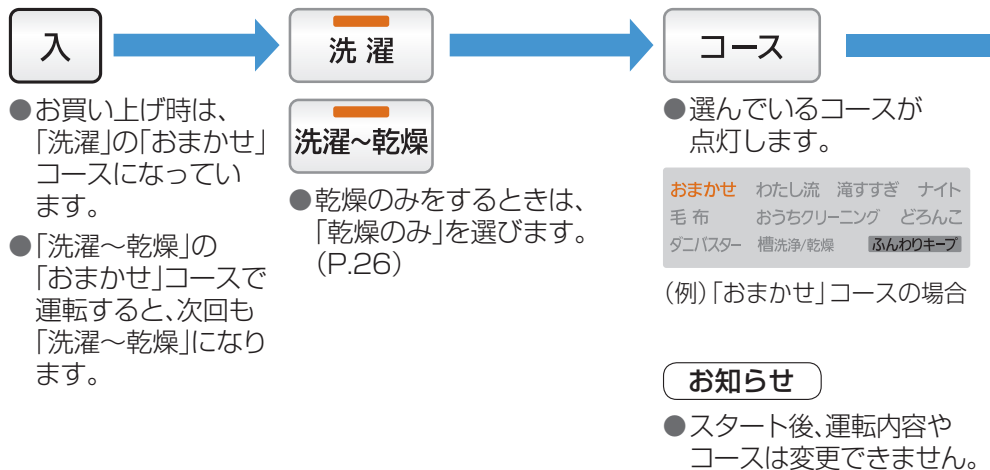 入
●お買い上げ時は、
「洗濯」の「おまかせ」
コースになってい
ます。
●「洗濯～乾燥」の
「おまかせ」コースで
運転すると、次回も
「洗濯～乾燥」になり
ます。
洗 濯
洗濯～乾燥
●乾燥のみをするときは、
「乾燥のみ」を選びます。
(P.26)
コース
●選んでいるコースが
点灯します。
おまかせ わたし流 滝すすぎ ナイト
毛 布 おうちクリーニング どろんこ
ダニバスター 槽洗浄/乾燥 ふんわりキープ
(例)「おまかせ」コースの場合
お知らせ
●スタート後、運転内容や
コースは変更できません。